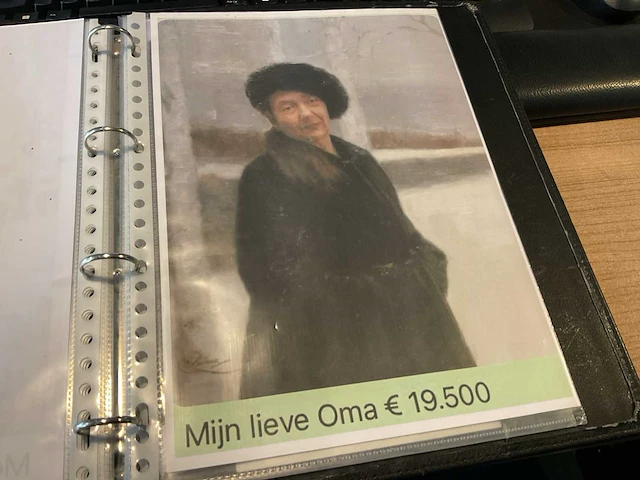 Mijn lieve Oma € 19.500